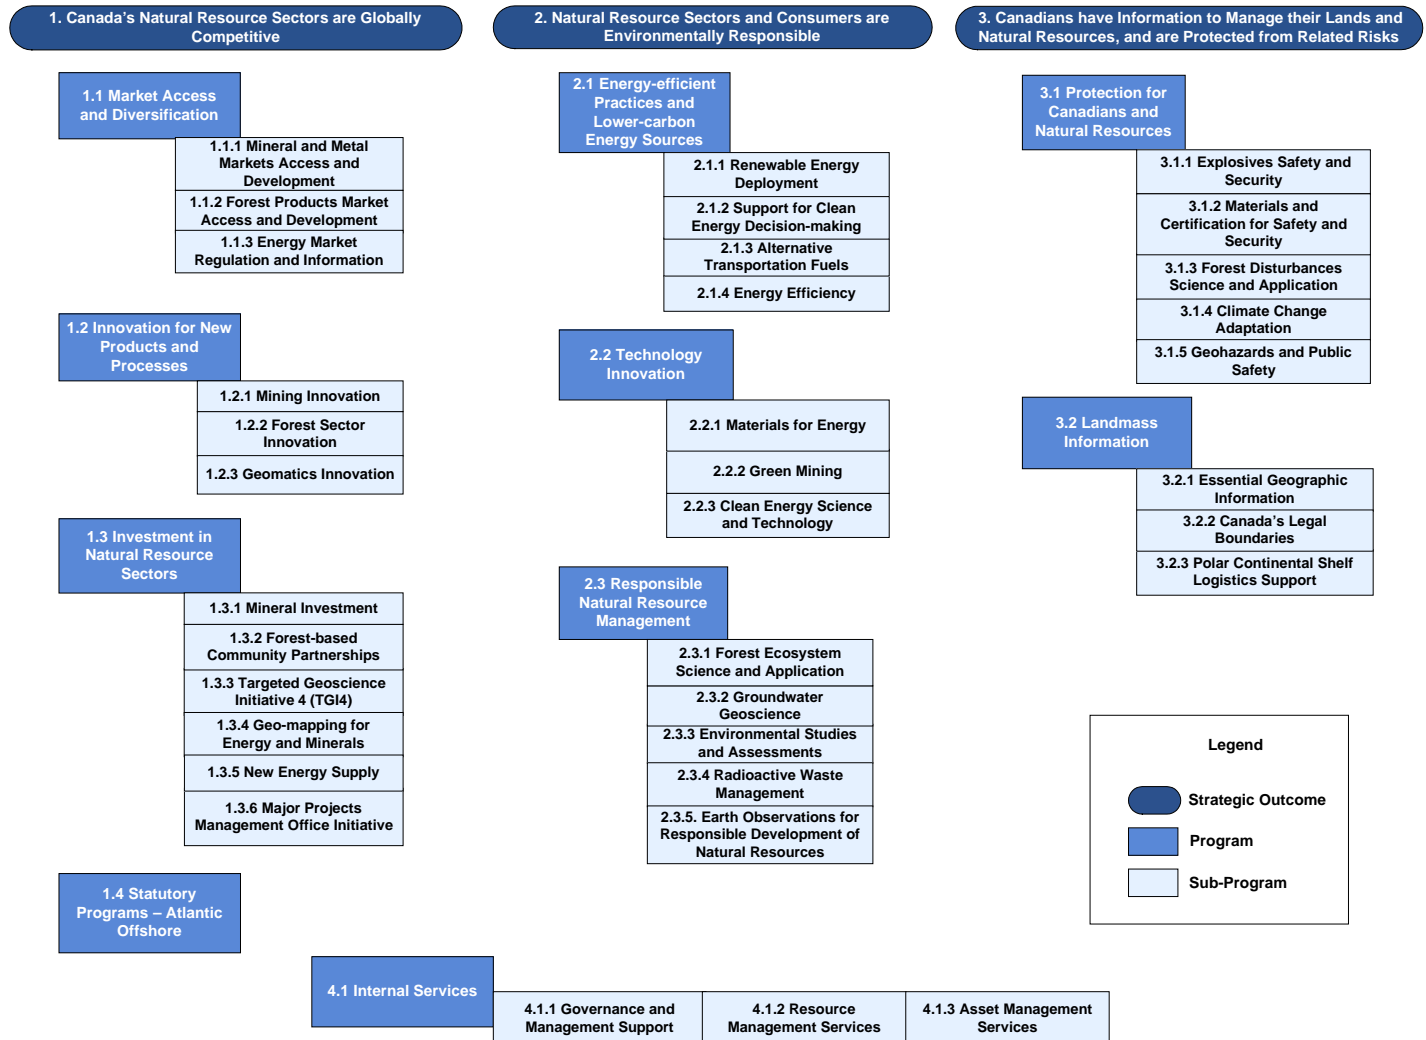 1. Canada’s Natural Resource Sectors are Globally
Competitive
1.1 Market Access
and Diversification
1.1.1 Mineral and Metal
Markets Access and
Development
1.1.2 Forest Products Market
Access and Development
1.1.3 Energy Market
Regulation and Information
1.2 Innovation for New
Products and
Processes
1.2.1 Mining Innovation
1.2.2 Forest Sector
Innovation
1.2.3 Geomatics Innovation
1.3 Investment in
Natural Resource
Sectors
1.3.1 Mineral Investment
1.3.2 Forest-based
Community Partnerships
1.3.3 Targeted Geoscience
Initiative 4 (TGI4)
1.3.4 Geo-mapping for
Energy and Minerals
1.3.5 New Energy Supply
1.3.6 Major Projects
Management Office Initiative
1.4 Statutory
Programs – Atlantic
Offshore
2. Natural Resource Sectors and Consumers are
Environmentally Responsible
2.1 Energy-efficient
Practices and
Lower-carbon
Energy Sources
2.1.1 Renewable Energy
Deployment
2.1.2 Support for Clean
Energy Decision-making
2.1.3 Alternative
Transportation Fuels
2.1.4 Energy Efficiency
2.2 Technology
Innovation
2.2.1 Materials for Energy
2.2.2 Green Mining
2.2.3 Clean Energy Science
and Technology
2.3 Responsible
Natural Resource
Management
2.3.1 Forest Ecosystem
Science and Application
2.3.2 Groundwater
Geoscience
2.3.3 Environmental Studies
and Assessments
2.3.4 Radioactive Waste
Management
2.3.5. Earth Observations for
Responsible Development of
Natural Resources
3. Canadians have Information to Manage their Lands and
Natural Resources, and are Protected from Related Risks
3.1 Protection for
Canadians and
Natural Resources
3.1.1 Explosives Safety and
Security
3.1.2 Materials and
Certification for Safety and
Security
3.1.3 Forest Disturbances
Science and Application
3.1.4 Climate Change
Adaptation
3.1.5 Geohazards and Public
Safety
3.2 Landmass
Information
3.2.1 Essential Geographic
Information
3.2.2 Canada’s Legal
Boundaries
3.2.3 Polar Continental Shelf
Logistics Support
Legend
Strategic Outcome
Program
Sub-Program
4.1 Internal Services
4.1.1 Governance and
Management Support
4.1.2 Resource
Management Services
4.1.3 Asset Management
Services